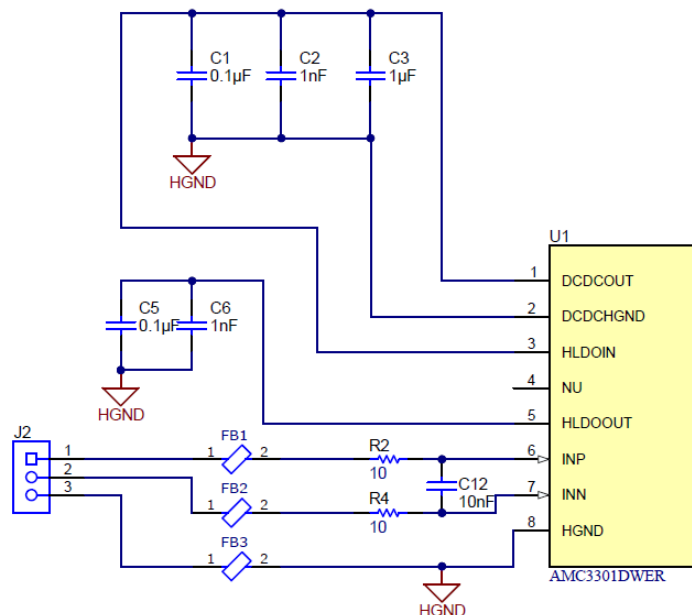 C1
0.1µF
C2
1nF
C3
1µF
HGND
U1
1
DCDCOUT
2
DCDCHGND
3
HLDOIN
4
NU
5
HLDOOUT
6
INP
7
INN
8
HGND
AMC3301DWER
C5
0.1µF
C6
1nF
HGND
J2
1
2
3
1
FB1
2
R2
10
1
FB2
2
R4
10
C12
10nF
1
FB3
2
HGND